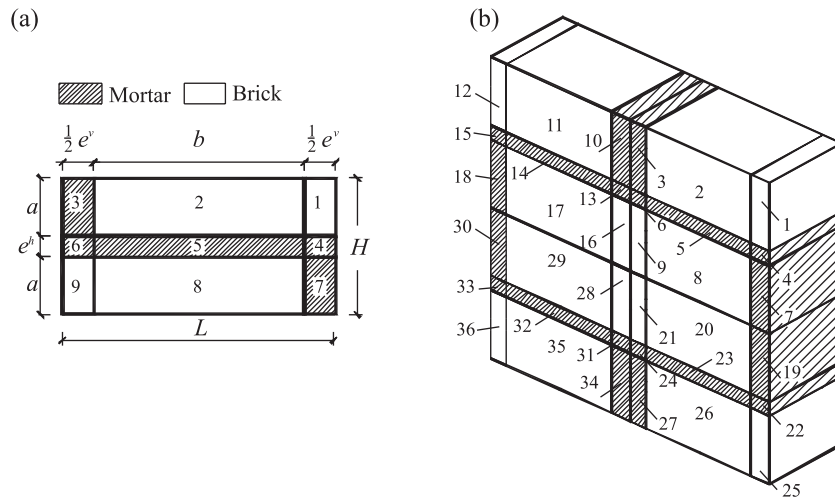 (a)
Mortar Brick
1/2 e^v b 1/2 e^v
a 3 2 1
e^h 6 5 4 H
a 9 8 7
L
(b)
12 11 10 3 2 1
15 14 13 6 5 4
18 17 16 9 8 7
30 29 28 21 20 19
33 32 31 24 23 22
36 35 34 27 26 25